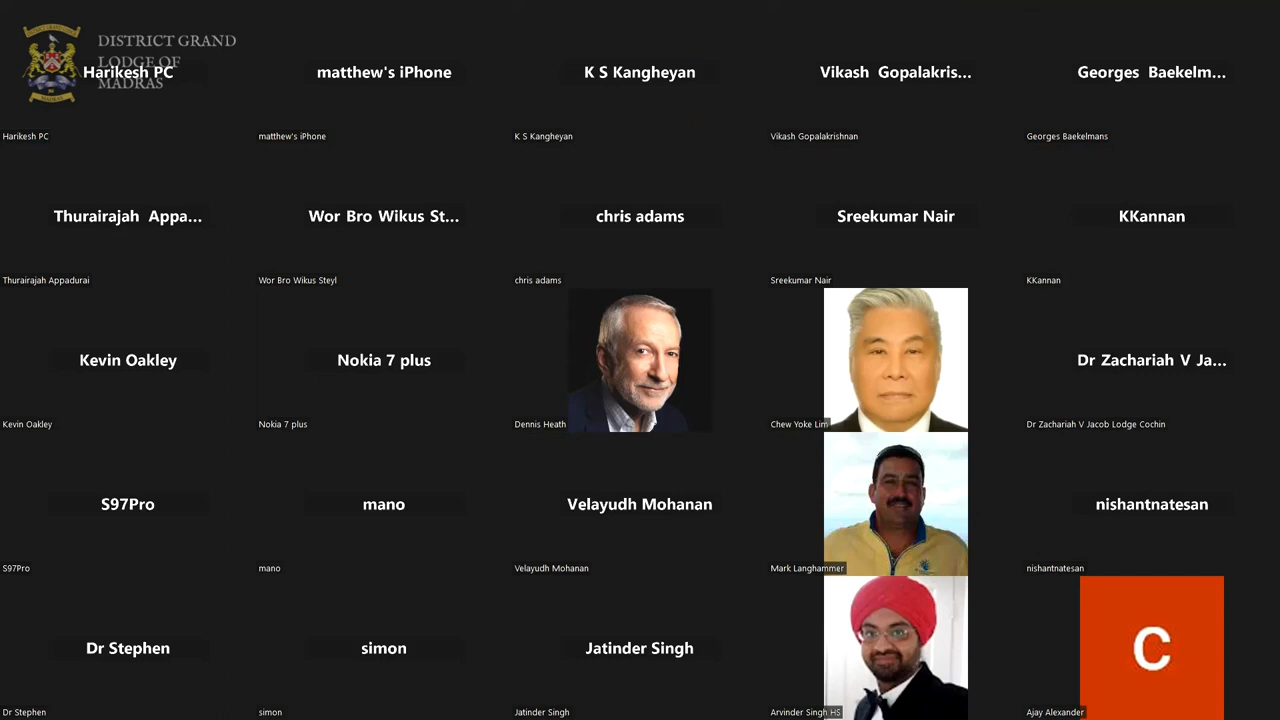 DISTRICT GRAND
LODGE OF
MADRAS
MADRAS
Harikesh PC
matthew's iPhone
K S Kangheyan
Vikash Gopalakris...
Georges Baekelm...
Harikesh PC
matthew's iPhone
K S Kangheyan
Vikash Gopalakrishnan
Georges Baekelmans
Thurairajah Appa...
Wor Bro Wikus St...
chris adams
Sreekumar Nair
KKannan
Thurairajah Appadurai
Wor Bro Wikus Steyl
chris adams
Sreekumar Nair
KKannan
Kevin Oakley
Nokia 7 plus
Dr Zachariah V Ja...
Kevin Oakley
Nokia 7 plus
Dennis Heath
Chew Yoke Lim
Dr Zachariah V Jacob Lodge Cochin
S97Pro
mano
Velayudh Mohanan
nishantnatesan
S97Pro
mano
Velayudh Mohanan
Mark Langhammer
nishantnatesan
Dr Stephen
simon
Jatinder Singh
C
Dr Stephen
simon
Jatinder Singh
Arvinder Singh HS
Ajay Alexander